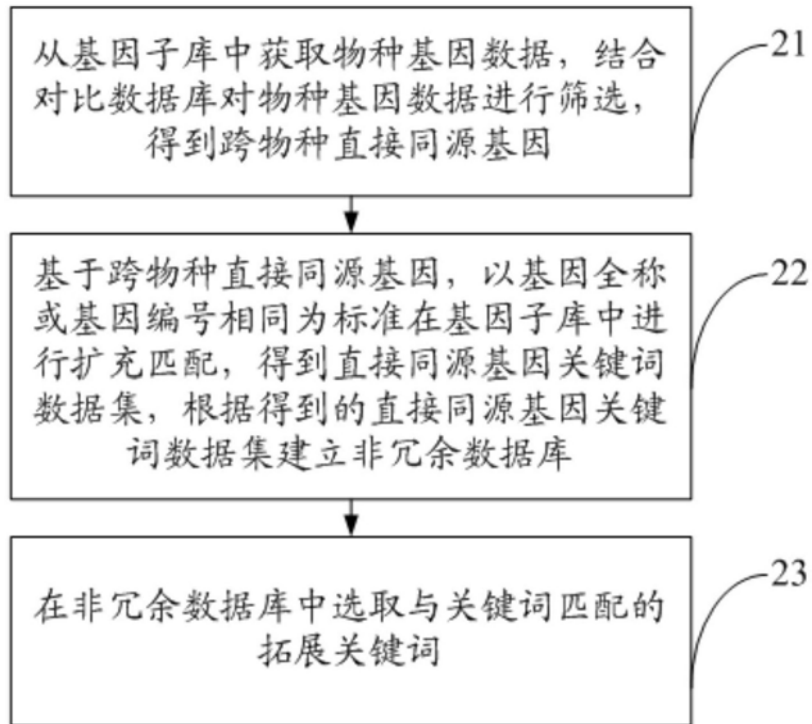 从基因子库中获取物种基因数据，结合
对比数据库对物种基因数据进行筛选，
得到跨物种直接同源基因
21
基于跨物种直接同源基因，以基因全称
或基因编号相同为标准在基因子库中进
行扩充匹配，得到直接同源基因关键词
数据集，根据得到的直接同源基因关键
词数据集建立非冗余数据库
22
在非冗余数据库中选取与关键词匹配的
拓展关键词
23